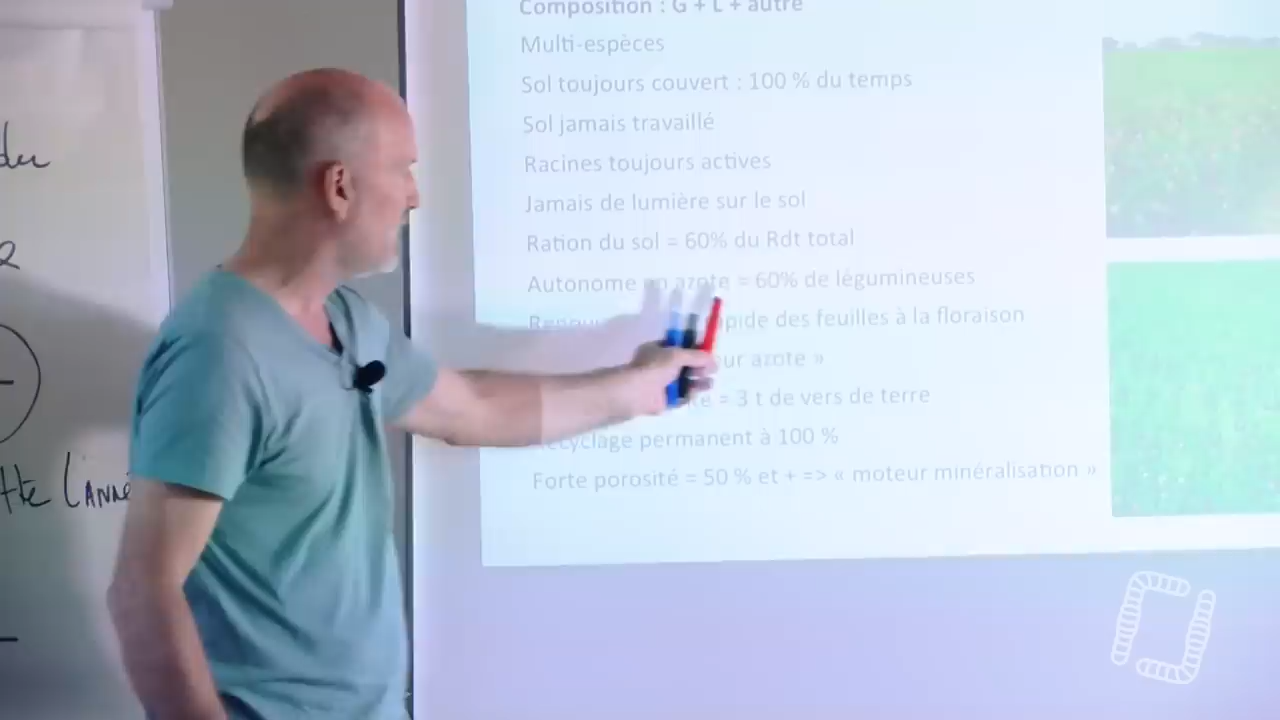 Composition : G + L + autre
Multi-espèces
Sol toujours couvert : 100 % du temps
Sol jamais travaillé
Racines toujours actives
Jamais de lumière sur le sol
Ration du sol = 60% du Rdt total
Autonome en azote = 60% de légumineuses
des feuilles à la floraison
azote »
= 3 t de vers de terre
Recyclage permanent à 100 %
Forte porosité = 50 % et + => « moteur minéralisation »